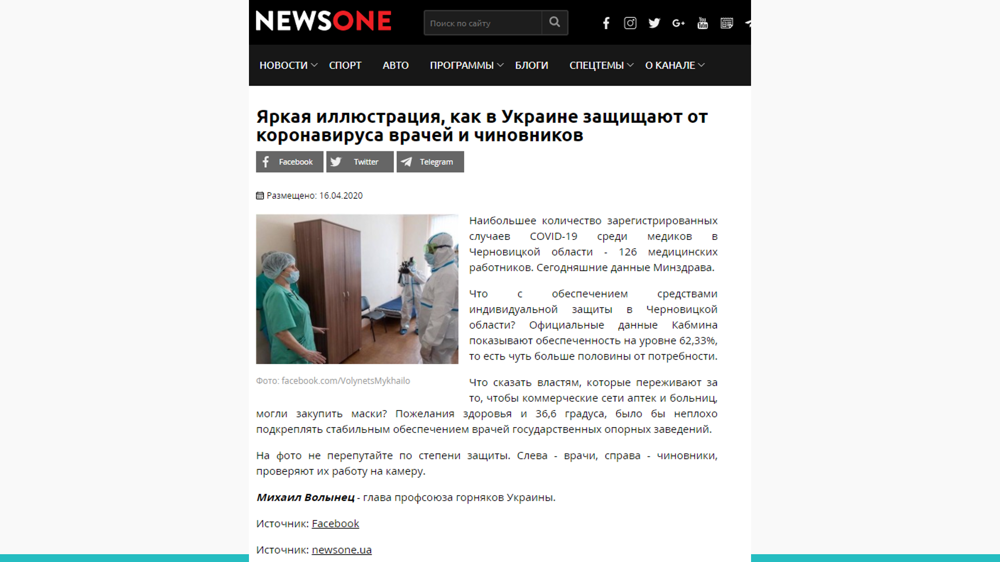 NEWSONE
Поиск по сайту
НОВОСТИ СПОРТ АВТО ПРОГРАММЫ БЛОГИ СПЕЦТЕМЫ О КАНАЛЕ
Яркая иллюстрация, как в Украине защищают от
коронавируса врачей и чиновников
Facebook Twitter Telegram
Размещено: 16.04.2020
Наибольшее количество зарегистрированных
случаев COVID-19 среди медиков в
Черновицкой области - 126 медицинских
работников. Сегодняшние данные Минздрава.
Что с обеспечением средствами
индивидуальной защиты в Черновицкой
области? Официальные данные Кабмина
показывают обеспеченность на уровне 62,33%,
то есть чуть больше половины от потребности.
Фото: facebook.com/VolynetsMykhailo
Что сказать властям, которые переживают за
то, чтобы коммерческие сети аптек и больниц,
могли закупить маски? Пожелания здоровья и 36,6 градуса, было бы неплохо
подкреплять стабильным обеспечением врачей государственных опорных заведений.
На фото не перепутайте по степени защиты. Слева - врачи, справа - чиновники,
проверяют их работу на камеру.
Михаил Волынец - глава профсоюза горняков Украины.
Источник: Facebook
Источник: newsone.ua